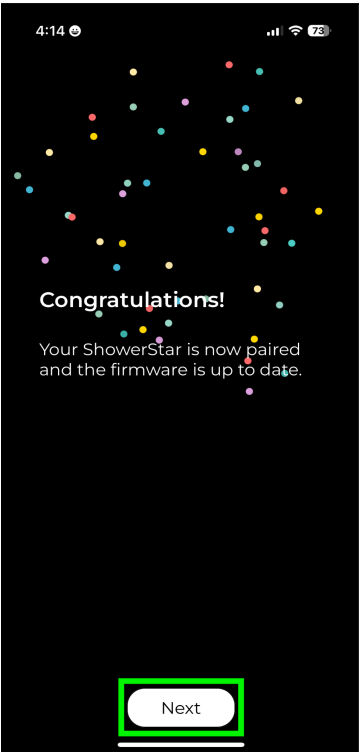 4:14
73
Congratulations!
Your ShowerStar is now paired
and the firmware is up to date.
Next